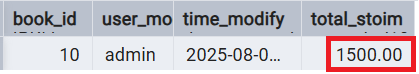 book_id user_mo time_modify total_stoim
10 admin 2025-08-0... 1500.00